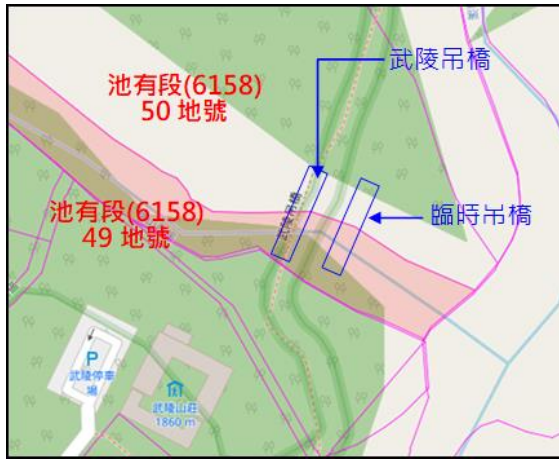 武陵吊橋
池有段(6158)
50 地號
武陵吊橋
池有段(6158)
49 地號
臨時吊橋
P
武陵停車
場
武陵山莊
1860 m